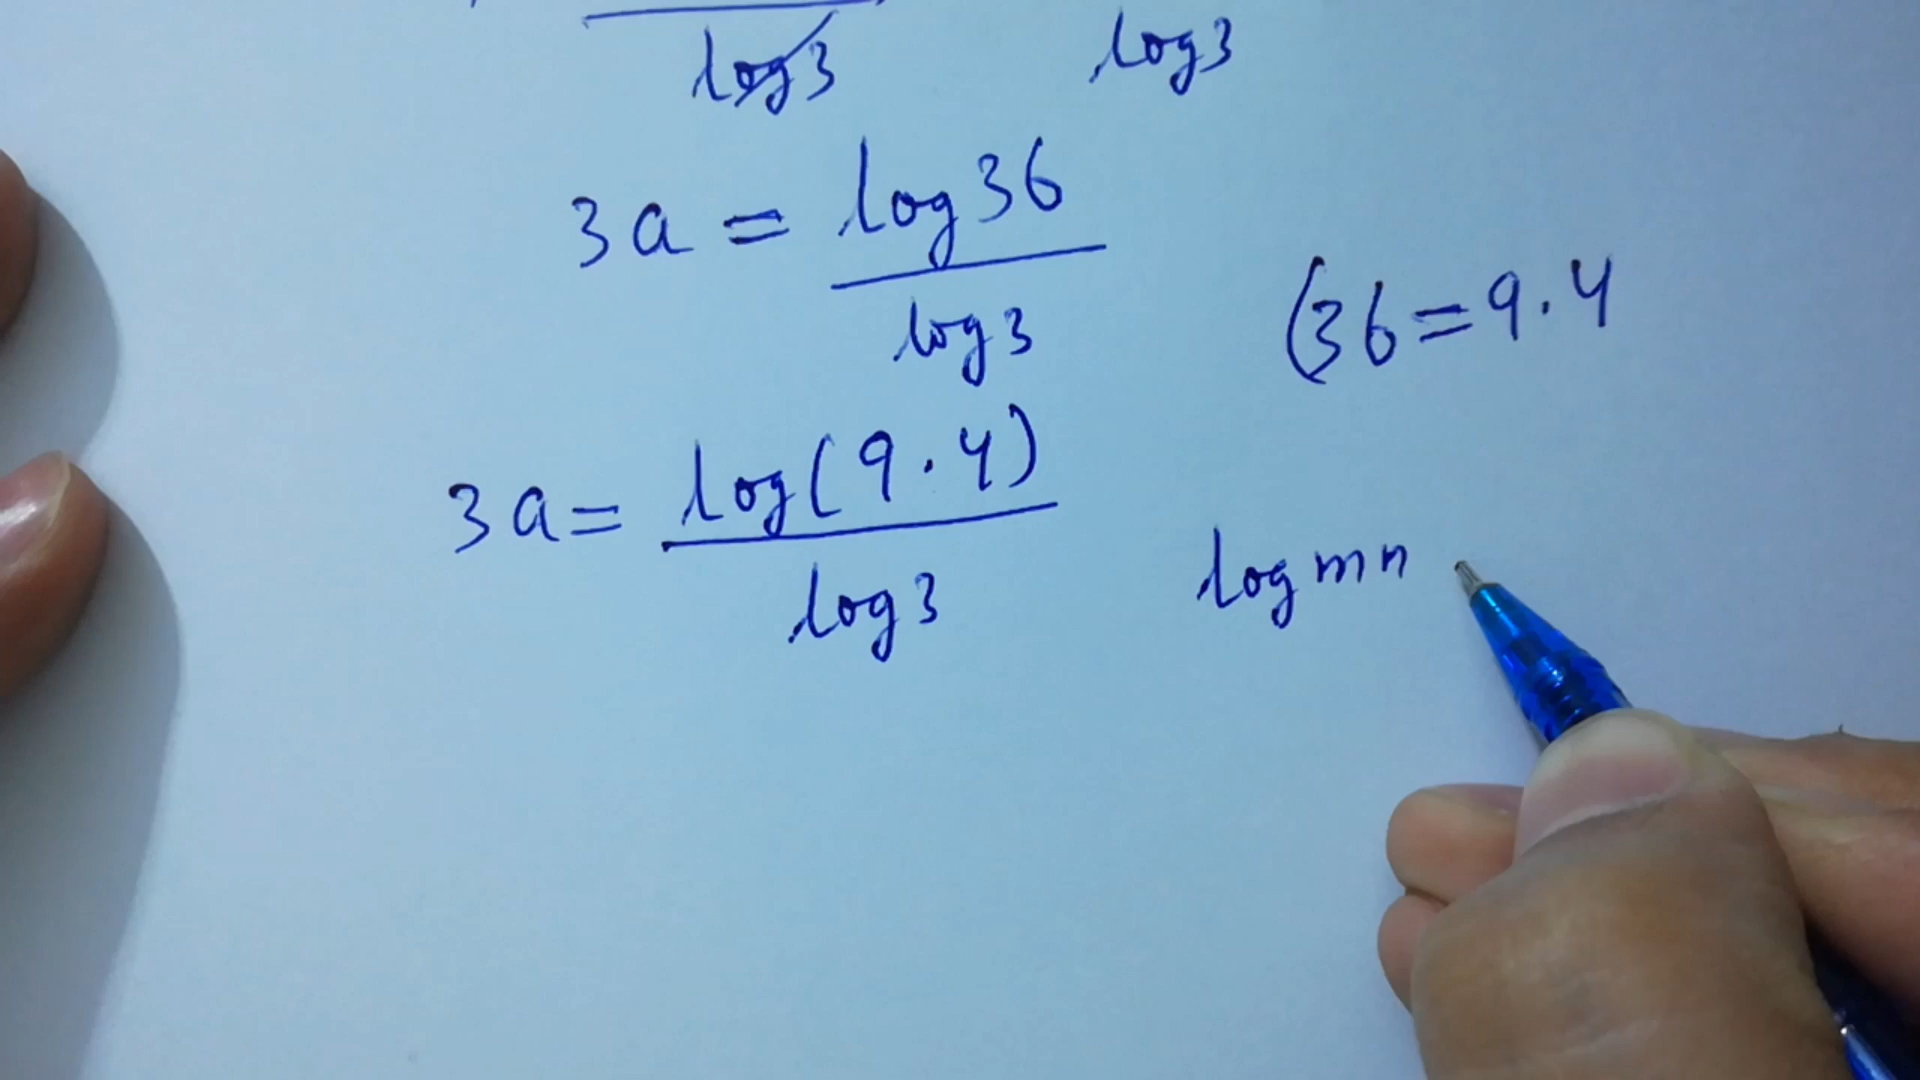 log3 log3
3a = log36 / log3
(36=9.4
3a = log(9.4) / log3
log mn